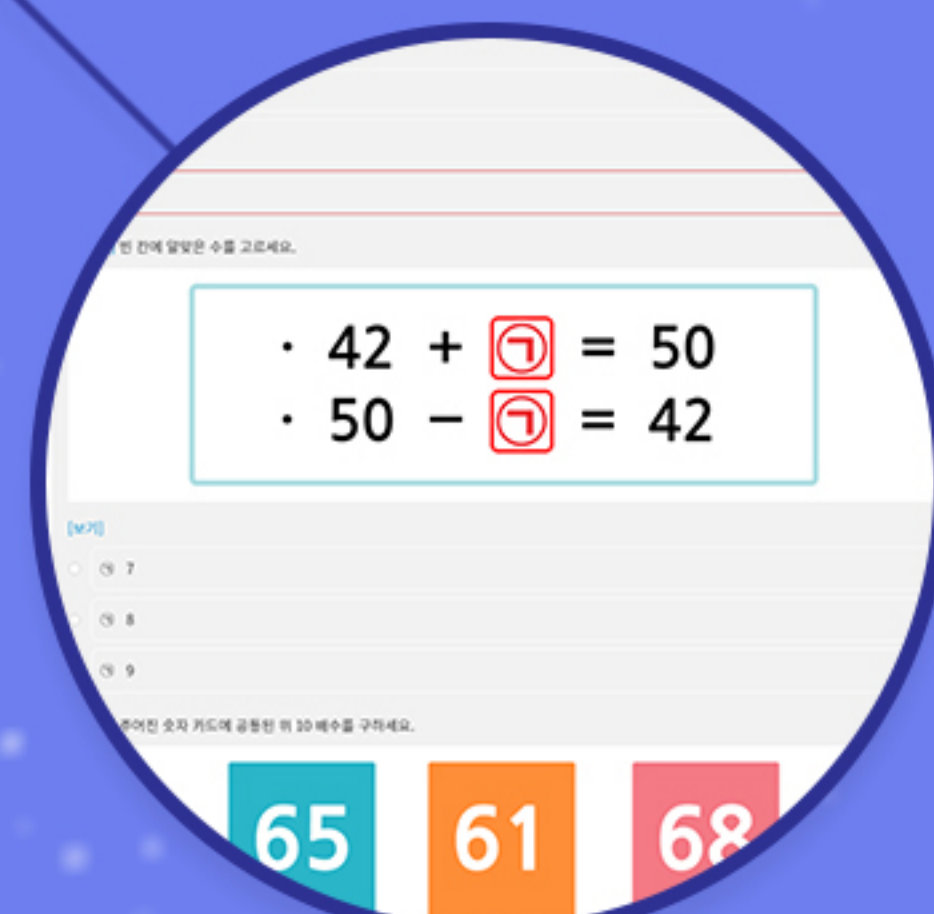 빈 칸에 알맞은 수를 고르세요.
· 42 + ㉠ = 50
· 50 − ㉠ = 42
[보기]
㉠ 7
㉠ 8
㉠ 9
주어진 숫자 카드에 공통된 위 10 배수를 구하세요.
65 61 68